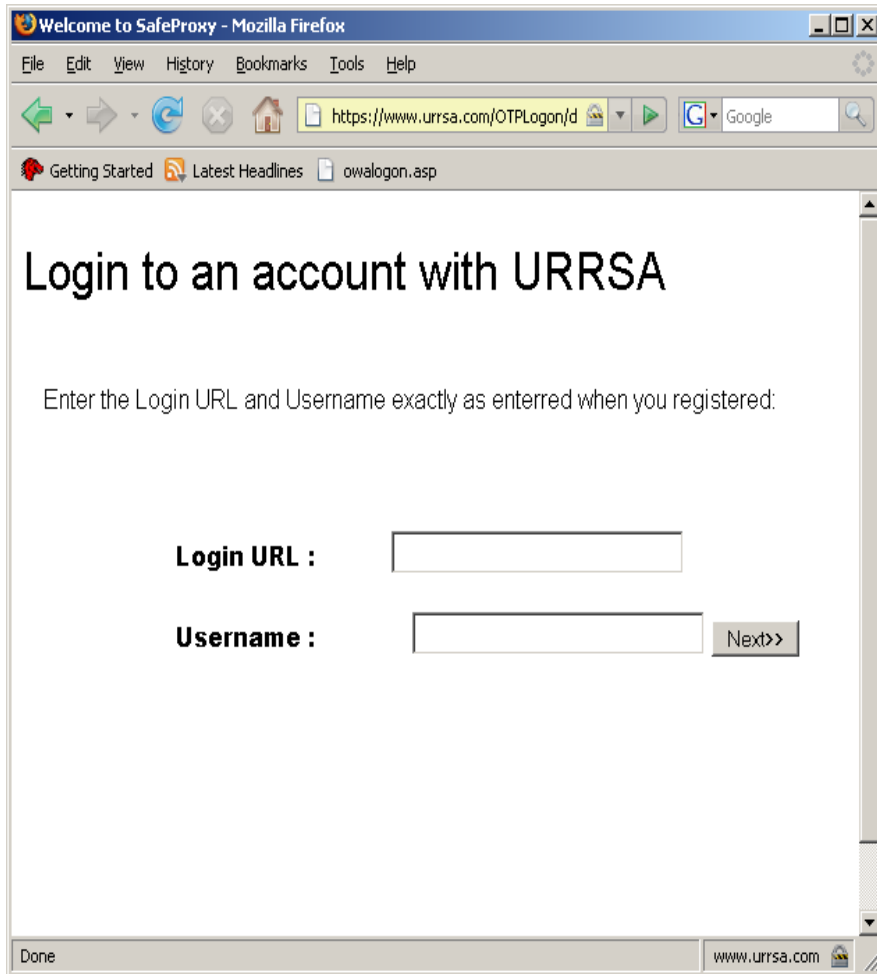 Welcome to SafeProxy - Mozilla Firefox
File Edit View History Bookmarks Tools Help
https://www.urrsa.com/OTPLogon/d G Google
Getting Started Latest Headlines owalogon.asp
Login to an account with URRSA
Enter the Login URL and Username exactly as enterred when you registered:
Login URL :
Username : Next>>
Done www.urrsa.com